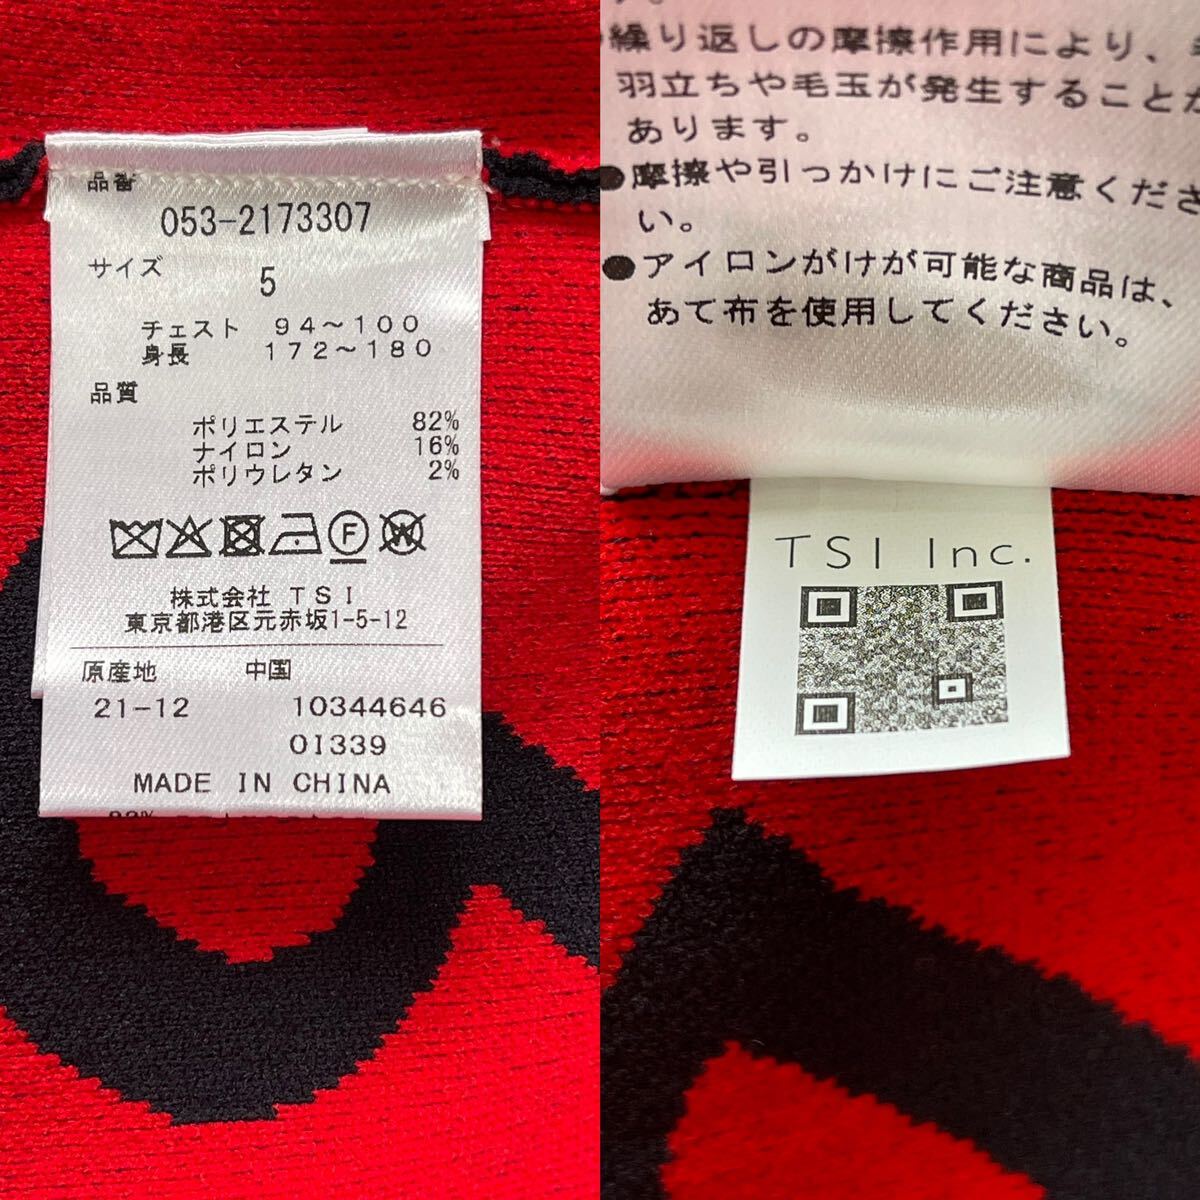 品番
053-2173307
サイズ
5
チェスト 94～100
身長 172～180
品質
ポリエステル 82%
ナイロン 16%
ポリウレタン 2%
F
W
株式会社 TSI
東京都港区元赤坂1-5-12
原産地 中国
21-12 10344646
01339
MADE IN CHINA
す。
繰り返しの摩擦作用により、
羽立ちや毛玉が発生することが
あります。
●摩擦や引っかけにご注意くださ
い。
●アイロンがけが可能な商品は、
あて布を使用してください。
TSI Inc.